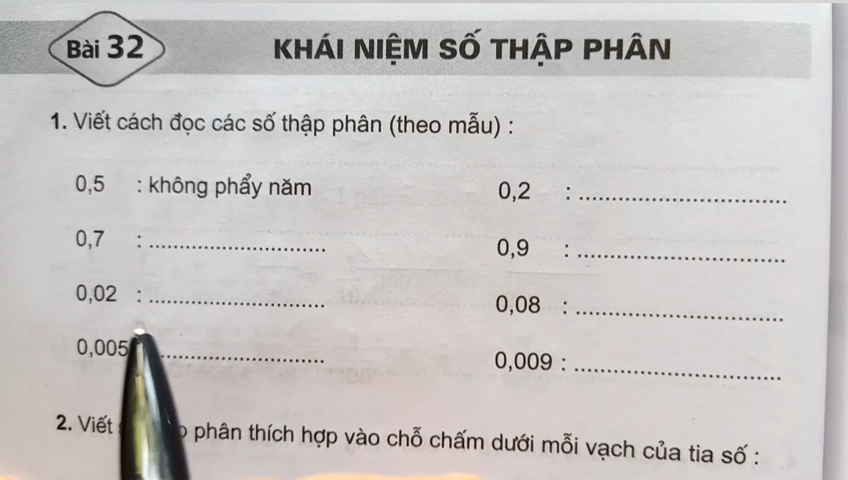 Bài 32 KHÁI NIỆM SỐ THẬP PHÂN
1. Viết cách đọc các số thập phân (theo mẫu) :
0,5 : không phẩy năm 0,2 : ....................................
0,7 : ............................... 0,9 : ....................................
0,02 : ............................... 0,08 : ....................................
0,005 ............................. 0,009 : ....................................
2. Viết phân thích hợp vào chỗ chấm dưới mỗi vạch của tia số :